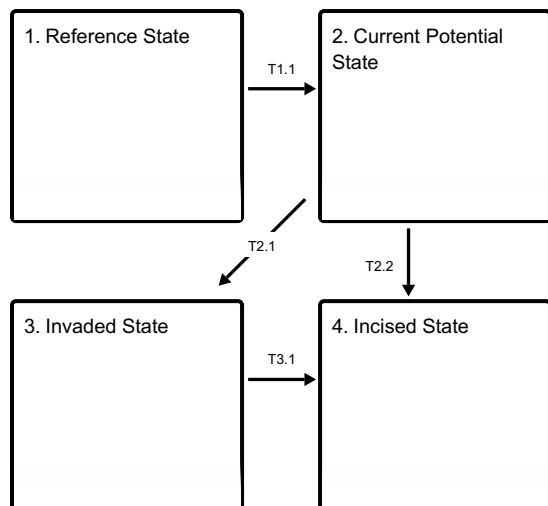 1. Reference State
2. Current Potential
State
T1.1
T2.1
T2.2
3. Invaded State
4. Incised State
T3.1